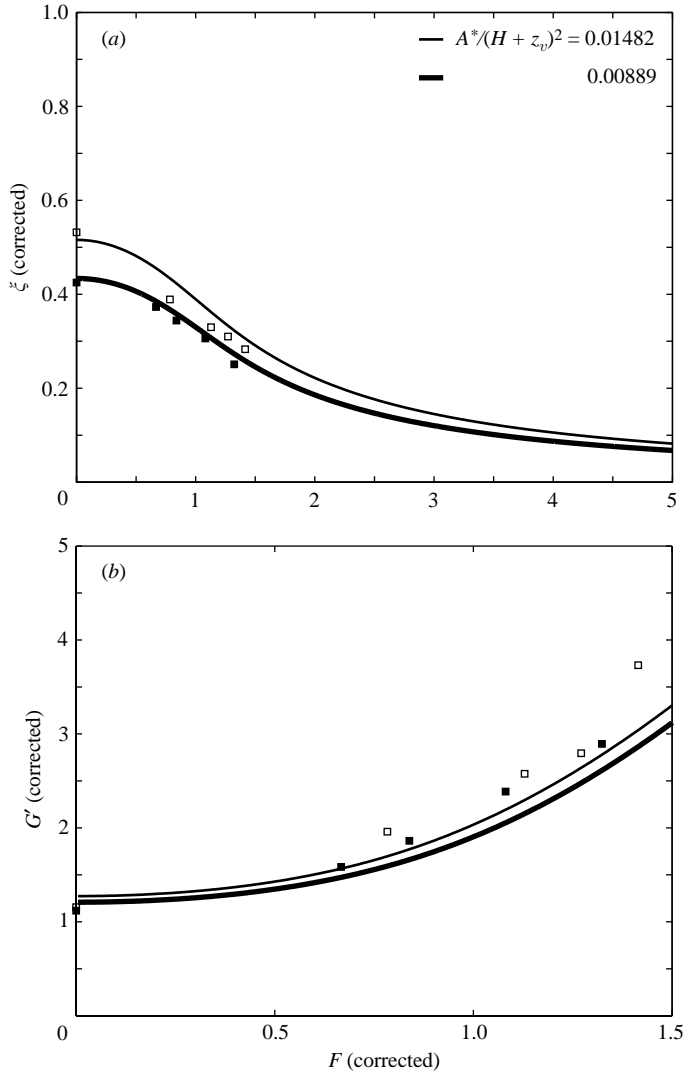 1.0
(a)
A*/(H + z_v)² = 0.01482
0.00889
0.8
0.6
ξ (corrected)
0.4
0.2
0 1 2 3 4 5
5
(b)
4
3
G′ (corrected)
2
1
0 0.5 1.0 1.5
F (corrected)